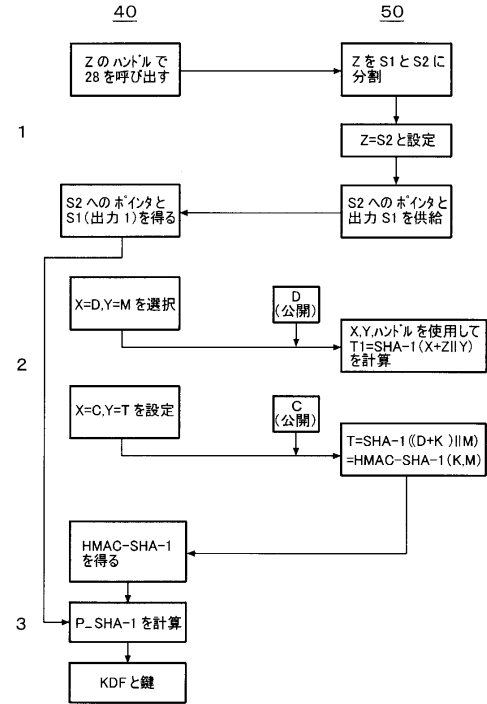 40
50
Zのハンドルで
28を呼び出す
ZをS1とS2に
分割
1
Z=S2と設定
S2へのポインタと
S1(出力1)を得る
S2へのポインタと
出力S1を供給
X=D,Y=Mを選択
D
(公開)
X,Y,ハンドルを使用して
T1=SHA-1(X+Z||Y)
を計算
2
X=C,Y=Tを設定
C
(公開)
T=SHA-1((D+K )||M)
=HMAC-SHA-1(K,M)
HMAC-SHA-1
を得る
3
P_SHA-1を計算
KDFと鍵